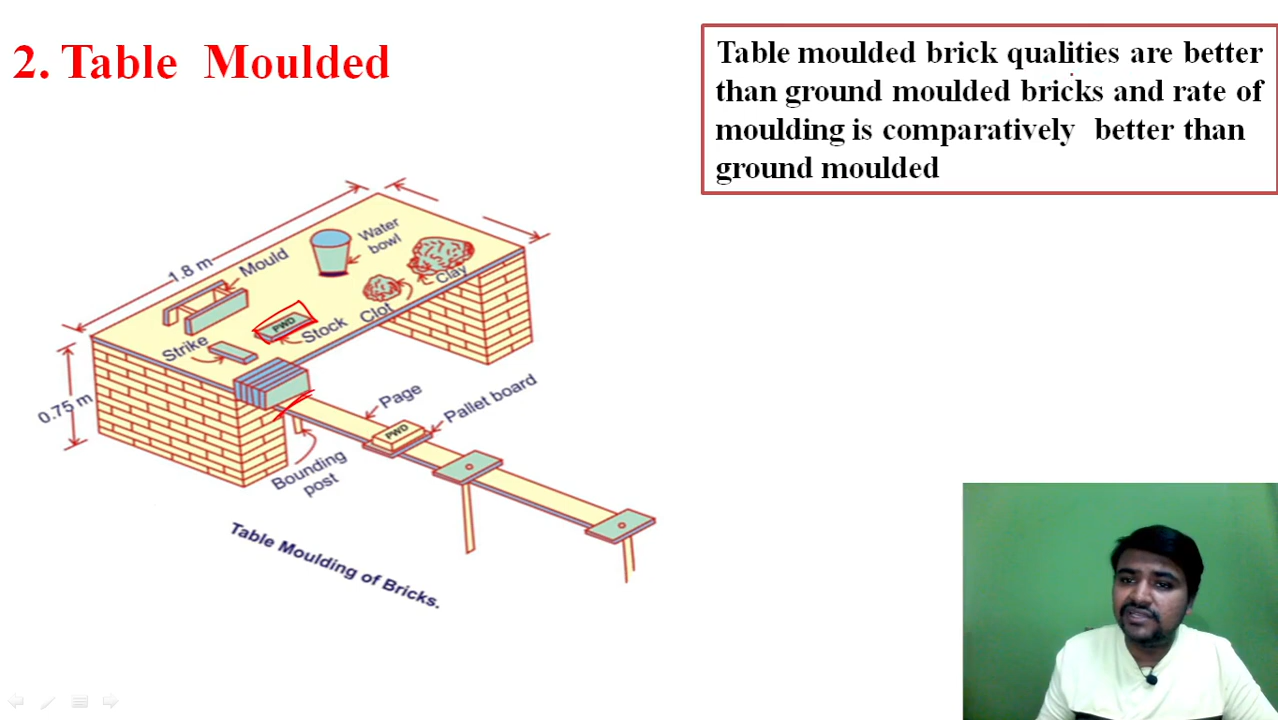 2. Table Moulded
Table moulded brick qualities are better
than ground moulded bricks and rate of
moulding is comparatively better than
ground moulded
1.8 m
Mould
Water
bowl
Clay
Clot
PWD
Stock
Strike
0.75 m
Page
Pallet board
PWD
Bounding
post
Table Moulding of Bricks.